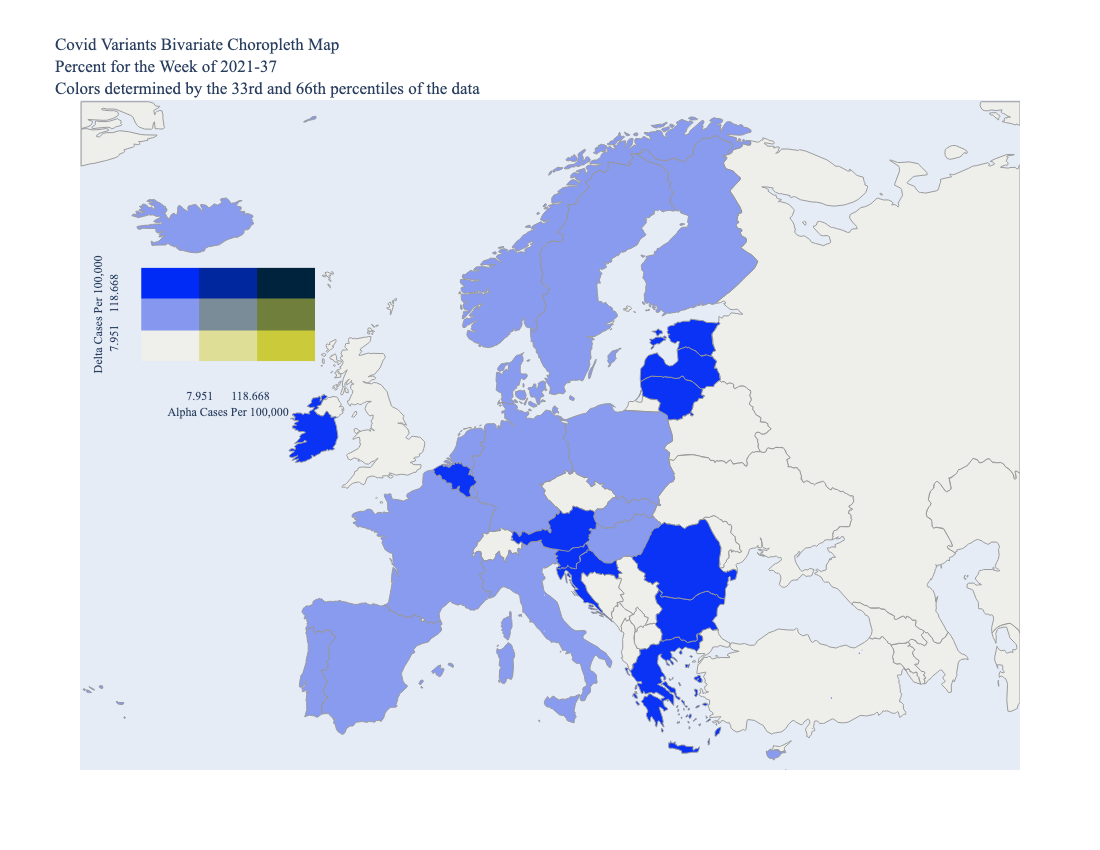 Covid Variants Bivariate Choropleth Map
Percent for the Week of 2021-37
Colors determined by the 33rd and 66th percentiles of the data
Delta Cases Per 100,000
7.951 118.668
7.951 118.668
Alpha Cases Per 100,000